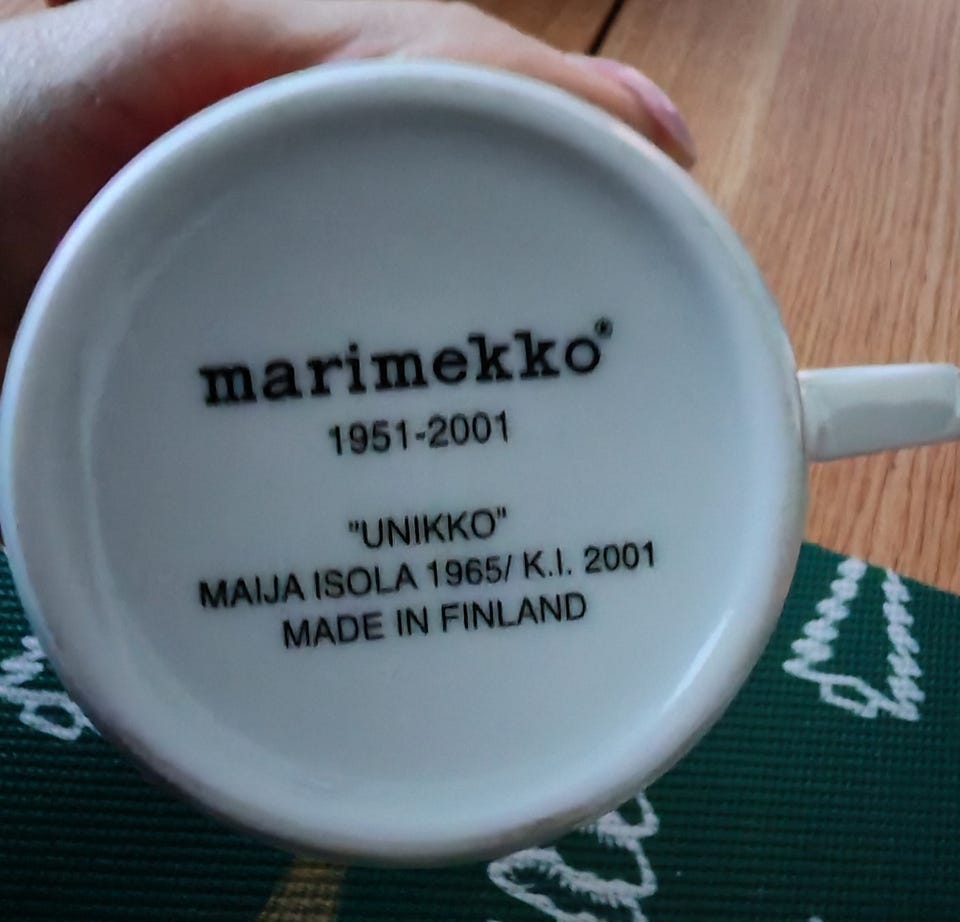 marimekko®
1951-2001
"UNIKKO"
MAIJA ISOLA 1965/ K.I. 2001
MADE IN FINLAND